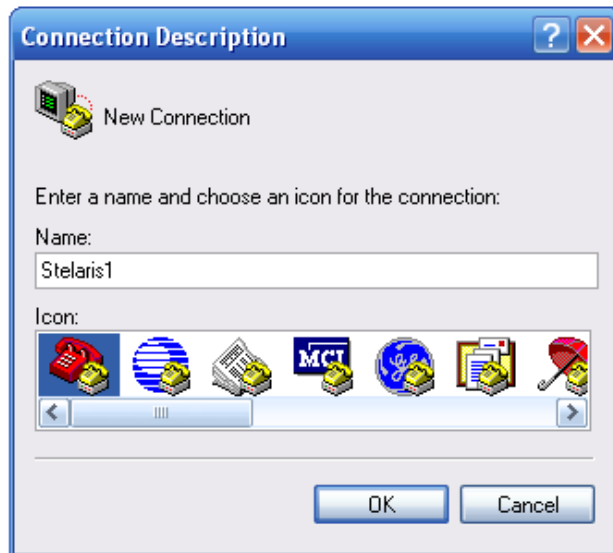 Connection Description
New Connection
Enter a name and choose an icon for the connection:
Name:
Stelaris1
Icon:
MCI
OK
Cancel